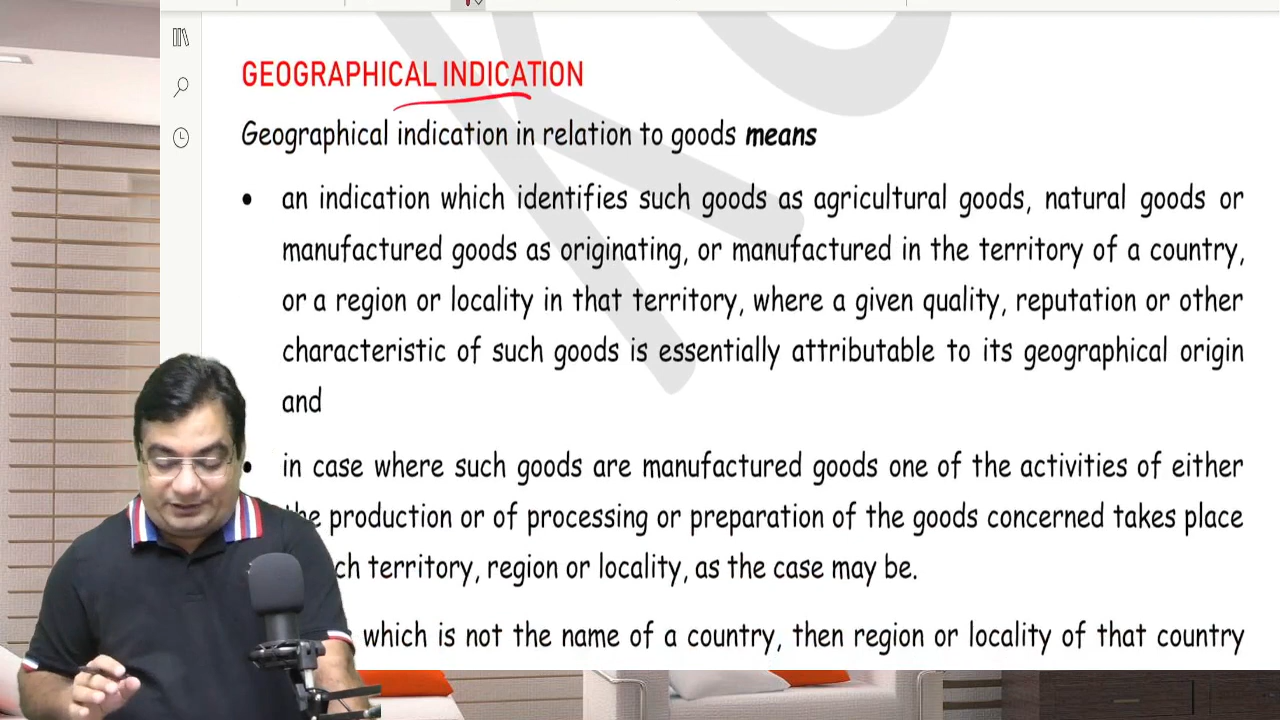 GEOGRAPHICAL INDICATION
Geographical indication in relation to goods means
• an indication which identifies such goods as agricultural goods, natural goods or
manufactured goods as originating, or manufactured in the territory of a country,
or a region or locality in that territory, where a given quality, reputation or other
characteristic of such goods is essentially attributable to its geographical origin
and
• in case where such goods are manufactured goods one of the activities of either
production or of processing or preparation of the goods concerned takes place
territory, region or locality, as the case may be.
which is not the name of a country, then region or locality of that country